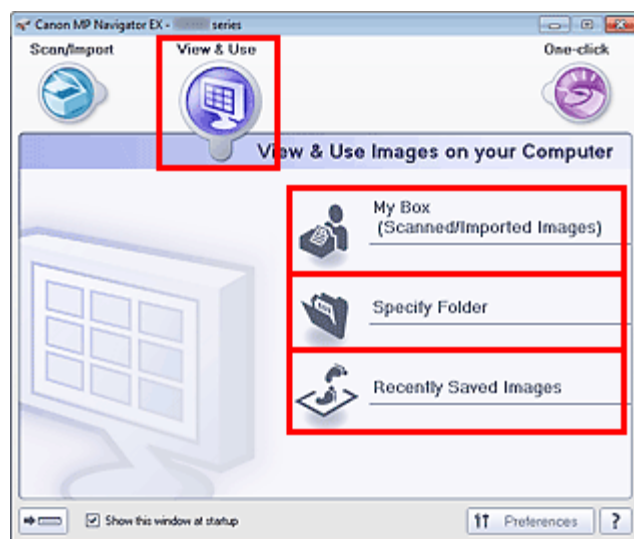 Canon MP Navigator EX - series
Scan/Import View & Use One-click
View & Use Images on your Computer
My Box
(Scanned/Imported Images)
Specify Folder
Recently Saved Images
Show this window at startup Preferences ?